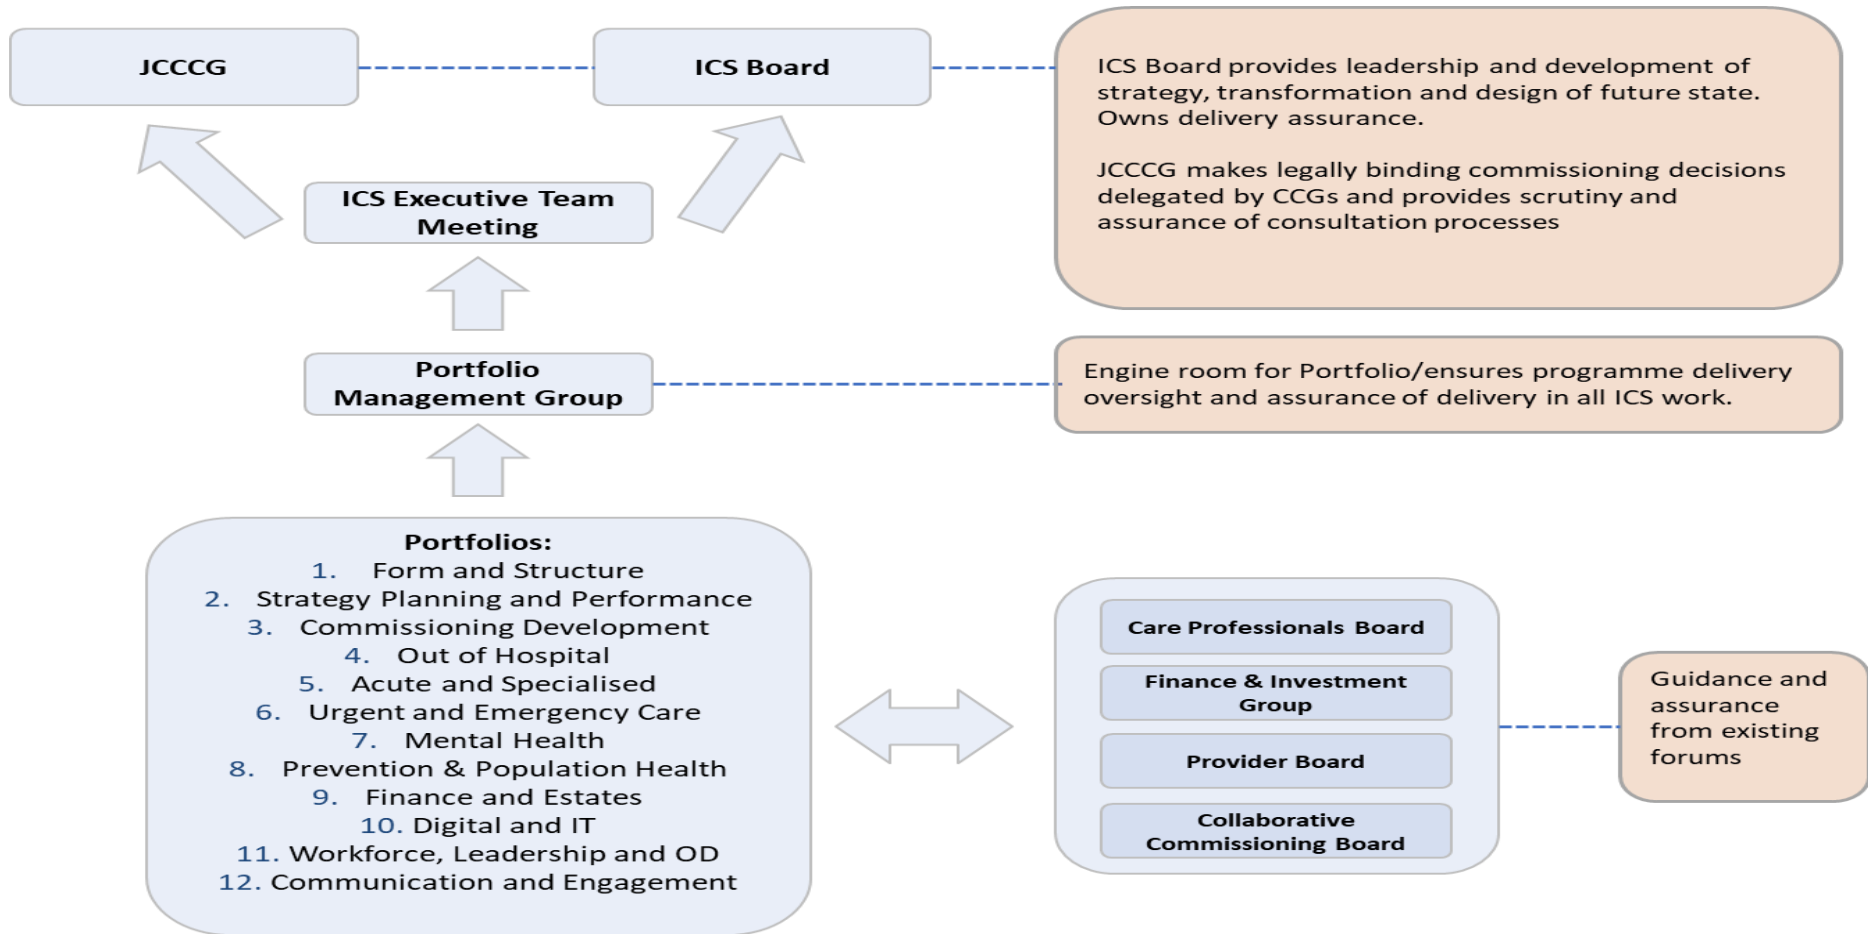 JCCCG
ICS Board
ICS Board provides leadership and development of
strategy, transformation and design of future state.
Owns delivery assurance.
JCCCG makes legally binding commissioning decisions
delegated by CCGs and provides scrutiny and
assurance of consultation processes
ICS Executive Team
Meeting
Portfolio
Management Group
Engine room for Portfolio/ensures programme delivery
oversight and assurance of delivery in all ICS work.
Portfolios:
1. Form and Structure
2. Strategy Planning and Performance
3. Commissioning Development
4. Out of Hospital
5. Acute and Specialised
6. Urgent and Emergency Care
7. Mental Health
8. Prevention & Population Health
9. Finance and Estates
10. Digital and IT
11. Workforce, Leadership and OD
12. Communication and Engagement
Care Professionals Board
Finance & Investment
Group
Provider Board
Collaborative
Commissioning Board
Guidance and
assurance
from existing
forums